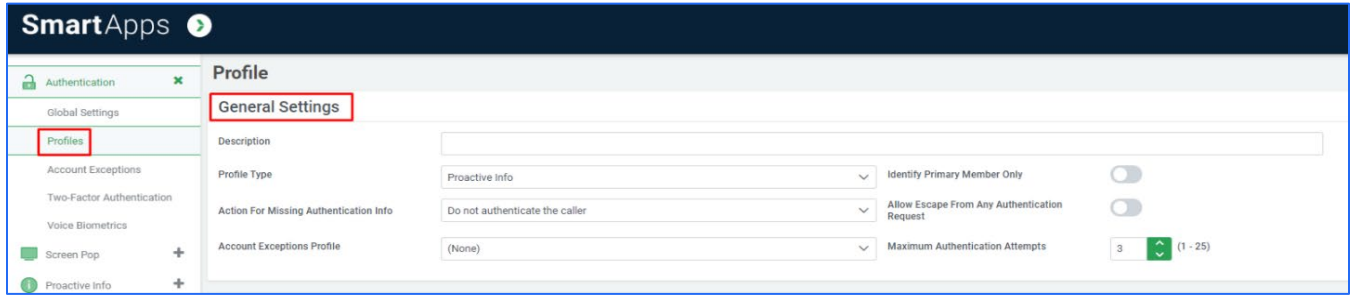 SmartApps
Authentication
Global Settings
Profiles
Account Exceptions
Two-Factor Authentication
Voice Biometrics
Screen Pop
Proactive Info
Profile
General Settings
Description
Profile Type
Proactive Info
Identify Primary Member Only
Action For Missing Authentication Info
Do not authenticate the caller
Allow Escape From Any Authentication
Request
Account Exceptions Profile
(None)
Maximum Authentication Attempts
3
(1 - 25)